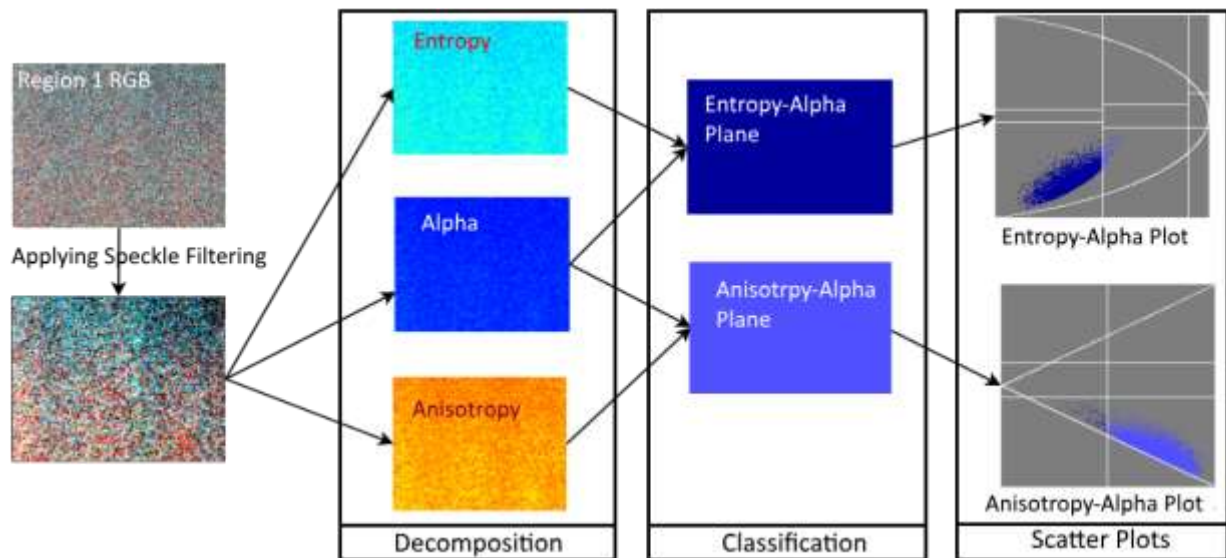 Region 1 RGB
Applying Speckle Filtering
Entropy
Alpha
Anisotropy
Decomposition
Entropy-Alpha
Plane
Anisotrpy-Alpha
Plane
Classification
Entropy-Alpha Plot
Anisotropy-Alpha Plot
Scatter Plots